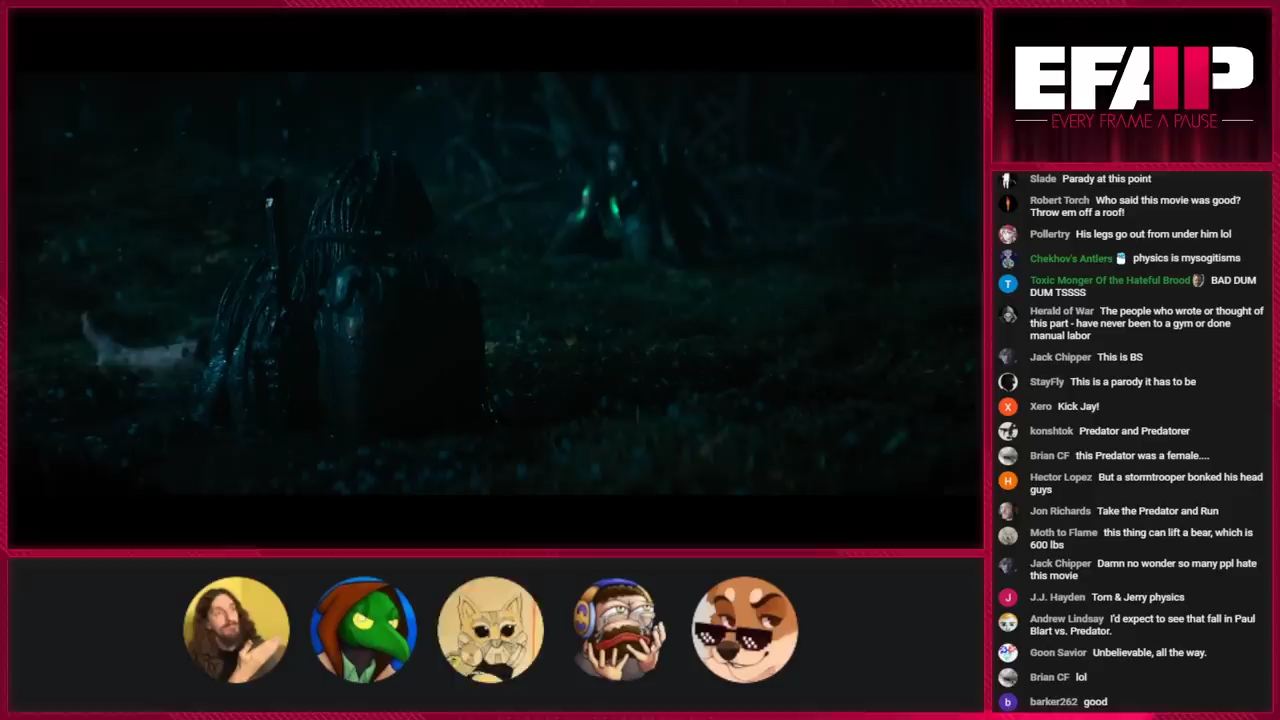 EFAP
EVERY FRAME A PAUSE
Slade Parady at this point
Robert Torch Who said this movie was good?
Throw em off a roof!
Pollertry His legs go out from under him lol
Chekhov's Antlers physics is mysogitisms
Toxic Monger Of the Hateful Brood BAD DUM
DUM TSSSS
Herald of War The people who wrote or thought of
this part - have never been to a gym or done
manual labor
Jack Chipper This is BS
StayFly This is a parody it has to be
X
Xero Kick Jay!
konshtok Predator and Predatorer
Brian CF this Predator was a female....
H
Hector Lopez But a stormtrooper bonked his head
guys
Jon Richards Take the Predator and Run
Moth to Flame this thing can lift a bear, which is
600 lbs
Jack Chipper Damn no wonder so many ppl hate
this movie
J
J.J. Hayden Tom & Jerry physics
Andrew Lindsay I'd expect to see that fall in Paul
Blart vs. Predator.
Goon Savior Unbelievable, all the way.
Brian CF lol
b
barker262 good
T